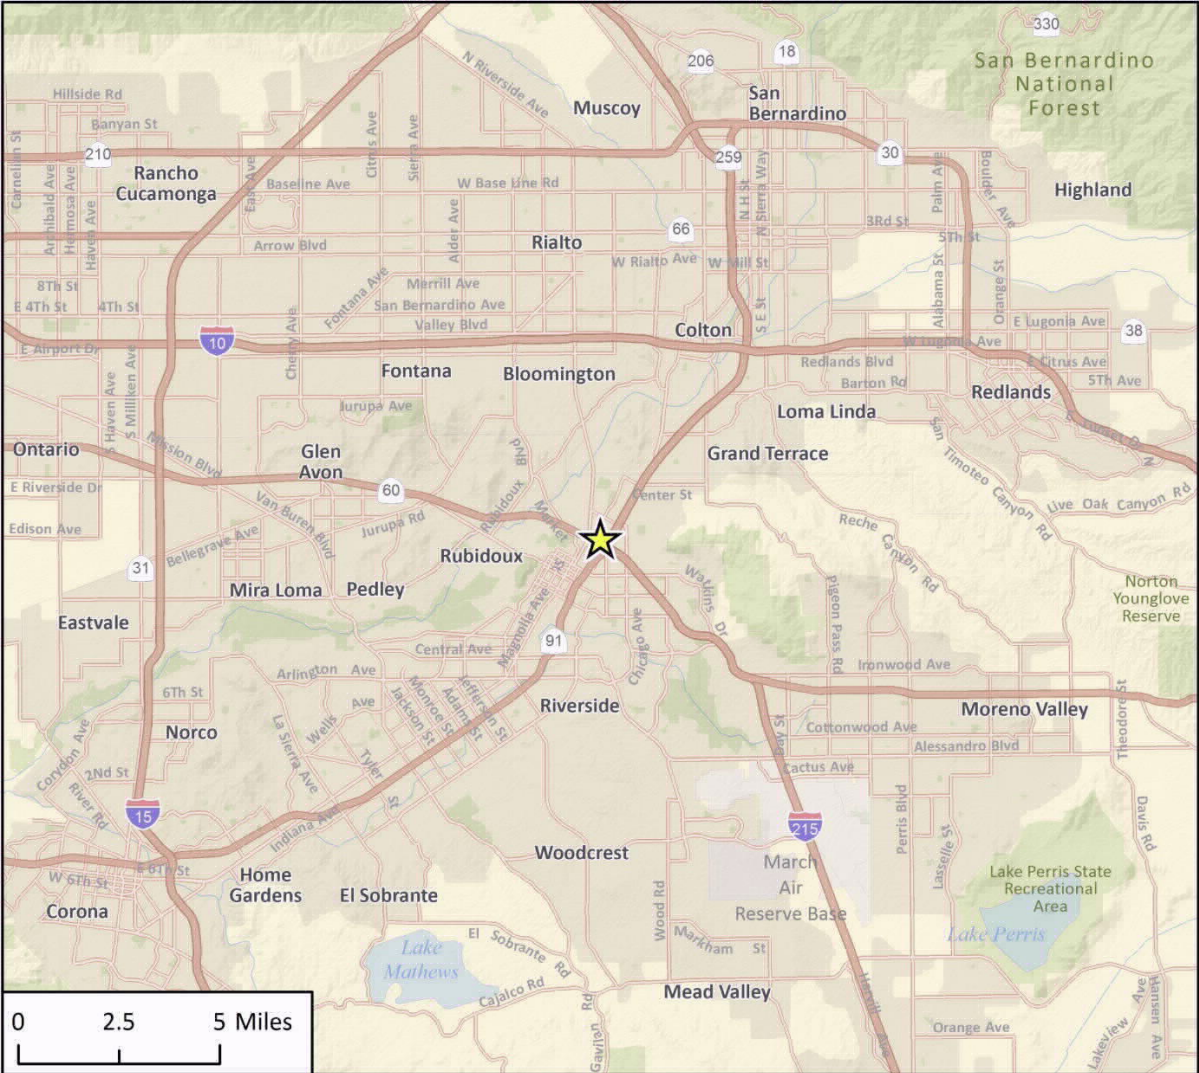 330
18
206
San Bernardino
National
Forest
N Riverside Ave
Hillside Rd
Muscoy
San
Bernardino
Banyan St
Carnelian St
Citrus Ave
Sierra Ave
210
259
30
Rancho
Cucamonga
East Ave
Baseline Ave
W Base Line Rd
Palm Ave
Boulder Ave
Highland
Archibald Ave
Hermosa Ave
Haven Ave
Alder Ave
N H St
N Sierra Way
66
3Rd St
5Th St
Arrow Blvd
Rialto
W Rialto Ave
W Mill St
8Th St
Fontana Ave
Merrill Ave
Alabama St
Orange St
E 4Th St
4Th St
San Bernardino Ave
Valley Blvd
Cherry Ave
S E St
Colton
E Lugonia Ave
38
10
E Airport Dr
W Lugonia Ave
Redlands Blvd
E Citrus Ave
S Haven Ave
S Milliken Ave
Fontana
Bloomington
Barton Rd
5Th Ave
Redlands
Jurupa Ave
Loma Linda
E Sunset Dr N
Mission Blvd
Ontario
Glen
Avon
Grand Terrace
San Timoteo Canyon Rd
E Riverside Dr
60
Rubidoux Blvd
Center St
Live Oak Canyon Rd
Van Buren Blvd
Market St
Edison Ave
Jurupa Rd
Reche Canyon Rd
Bellegrave Ave
Rubidoux
31
Mira Loma
Pedley
Watkins Dr
Pigeon Pass Rd
Norton
Younglove
Reserve
Eastvale
Magnolia Ave
Chicago Ave
91
Central Ave
Arlington Ave
Ironwood Ave
6Th St
Ave
Wells
Jackson St
Monroe St
Adams St
Jefferson St
Riverside
Moreno Valley
Theodore St
Norco
La Sierra Ave
Tyler
St
Day St
Cottonwood Ave
Alessandro Blvd
Corydon Ave
2Nd St
Cactus Ave
River Rd
15
Indiana Ave
215
Perris Blvd
Lasselle St
Davis Rd
W 6Th St
E 6Th St
Woodcrest
March
Air
Reserve Base
Home
Gardens
El Sobrante
Corona
Wood Rd
Lake Perris State
Recreational
Area
Lake Perris
Lake
Mathews
El Sobrante Rd
Markham St
Cajalco Rd
Mead Valley
Gavilan Rd
Harvill Ave
Orange Ave
Lakeview Ave
Hansen Ave
0 2.5 5 Miles